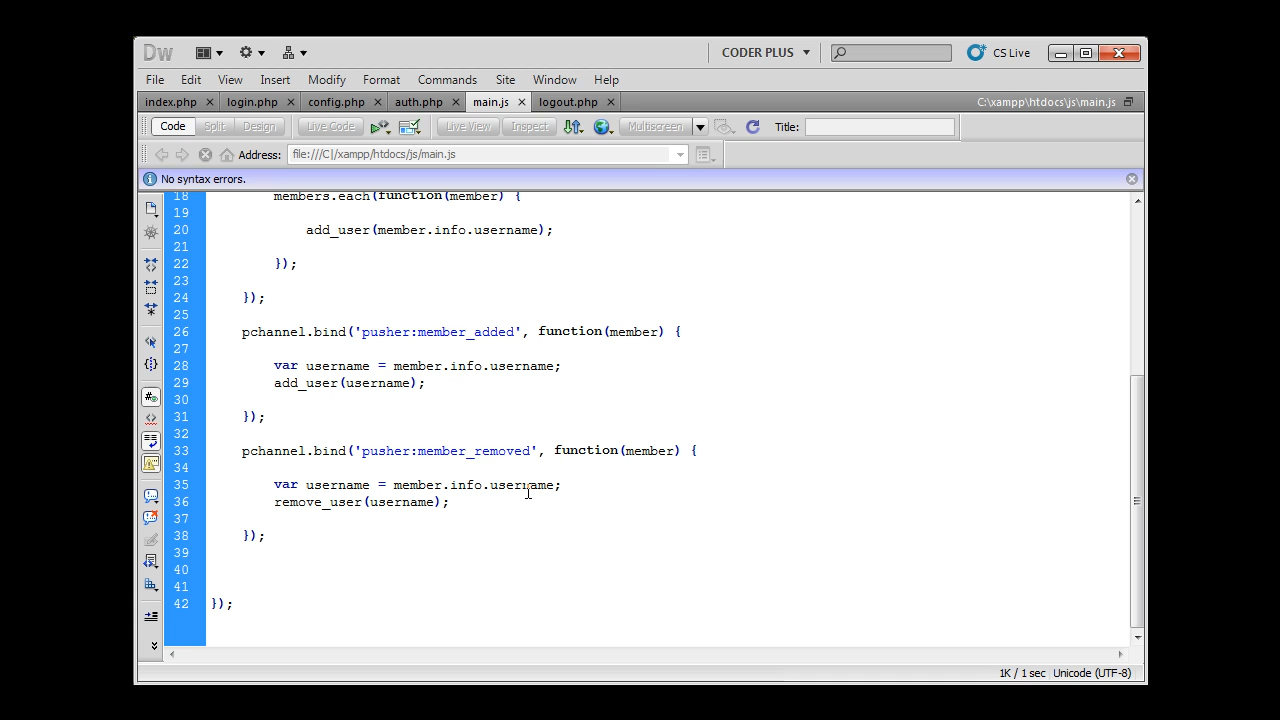 Dw CODER PLUS CS Live
File Edit View Insert Modify Format Commands Site Window Help
index.php login.php config.php auth.php main.js logout.php C:\xampp\htdocs\js\main.js
Code Split Design Live Code Live View Inspect Multiscreen Title:
Address: file:///C|/xampp/htdocs/js/main.js
No syntax errors.
18 members.each(function(member) {
19
20 add_user(member.info.username);
21
22 });
23
24 });
25
26 pchannel.bind('pusher:member_added', function(member) {
27
28 var username = member.info.username;
29 add_user(username);
30
31 });
32
33 pchannel.bind('pusher:member_removed', function(member) {
34
35 var username = member.info.username;
36 remove_user(username);
37
38 });
39
40
41
42 });
1K / 1 sec Unicode (UTF-8)